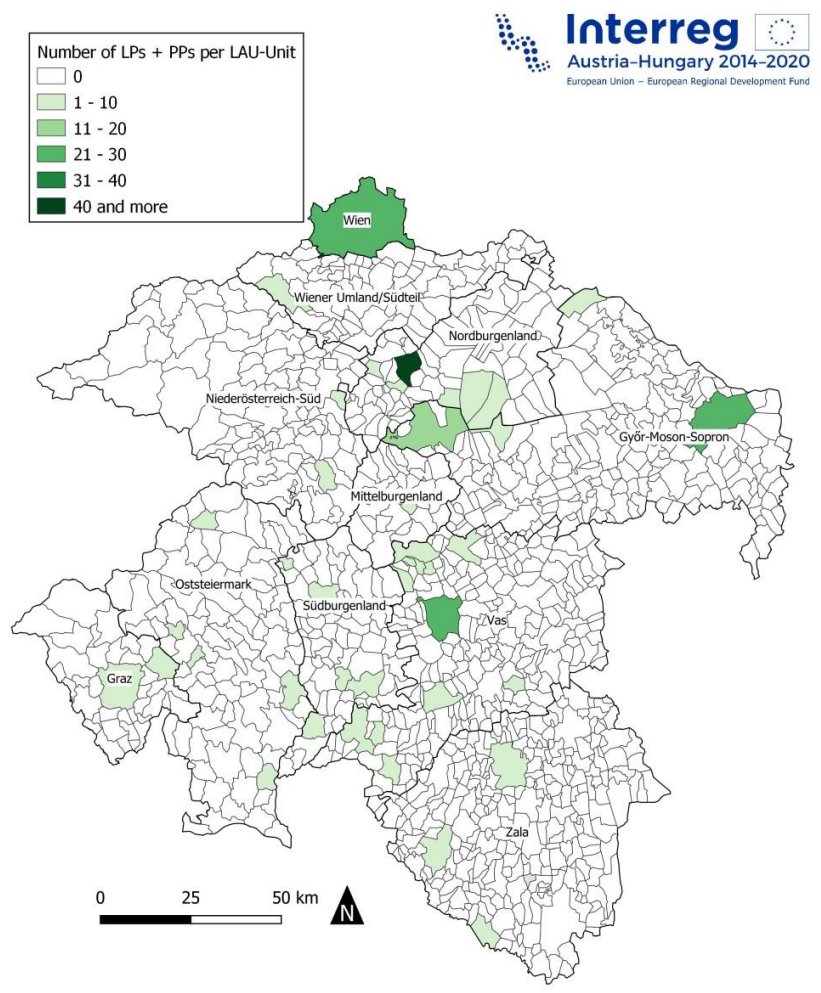 Interreg
Austria–Hungary 2014–2020
European Union – European Regional Development Fund
Number of LPs + PPs per LAU-Unit
0
1 - 10
11 - 20
21 - 30
31 - 40
40 and more
Wien
Wiener Umland/Südteil
Nordburgenland
Niederösterreich-Süd
Győr-Moson-Sopron
Mittelburgenland
Oststeiermark
Südburgenland
Vas
Graz
Zala
0 25 50 km
N